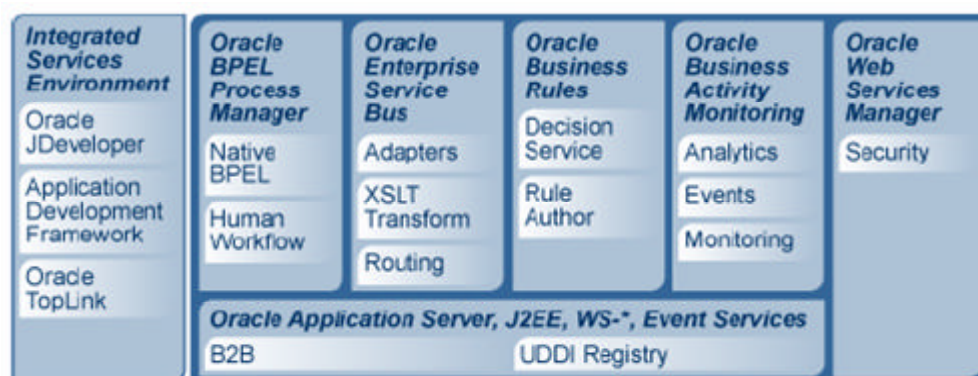 Integrated
Services
Environment
Oracle
JDeveloper
Application
Development
Framework
Oracle
TopLink
Oracle
BPEL
Process
Manager
Native
BPEL
Human
Workflow
Oracle
Enterprise
Service
Bus
Adapters
XSLT
Transform
Routing
Oracle
Business
Rules
Decision
Service
Rule
Author
Oracle
Business
Activity
Monitoring
Analytics
Events
Monitoring
Oracle
Web
Services
Manager
Security
Oracle Application Server, J2EE, WS-*, Event Services
B2B
UDDI Registry